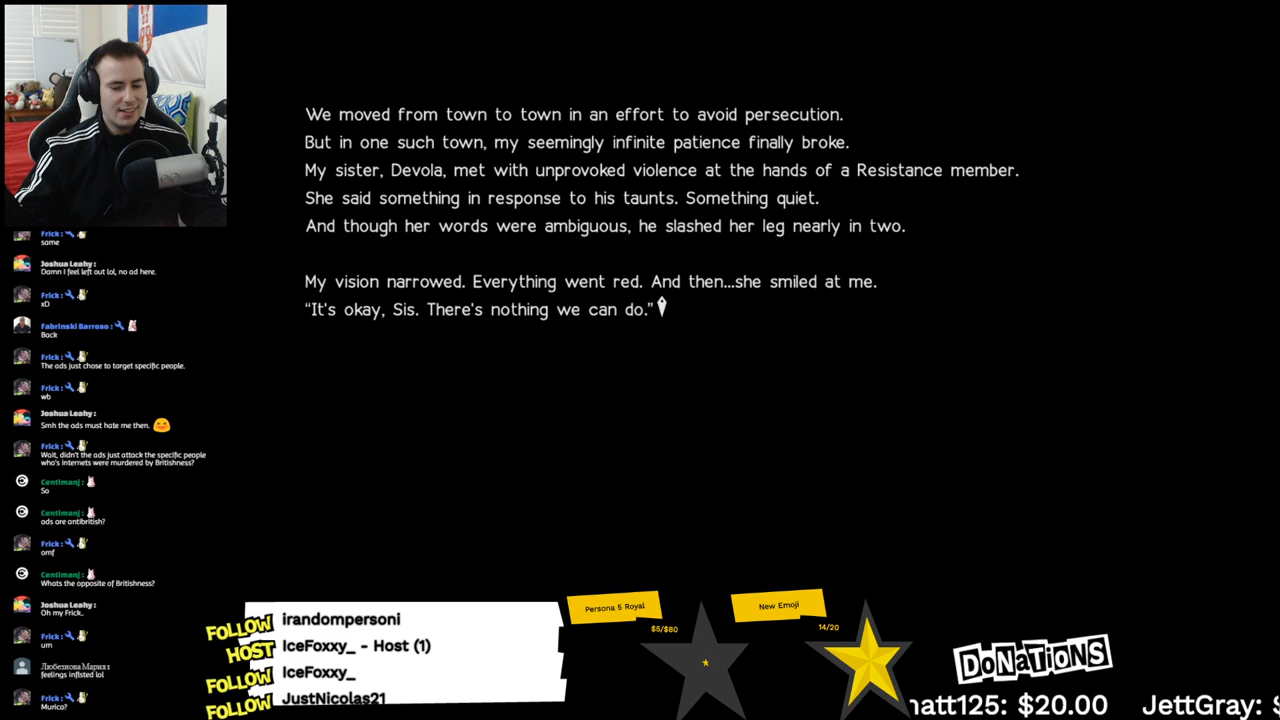 We moved from town to town in an effort to avoid persecution.
But in one such town, my seemingly infinite patience finally broke.
My sister, Devola, met with unprovoked violence at the hands of a Resistance member.
She said something in response to his taunts. Something quiet.
And though her words were ambiguous, he slashed her leg nearly in two.
My vision narrowed. Everything went red. And then...she smiled at me.
“It's okay, Sis. There's nothing we can do.”
Frick :
same
Joshua Leahy :
Damn I feel left out lol, no ad here.
Frick :
xD
Fabrinski Barroso :
Back
Frick :
The ads just chose to target specific people.
Frick :
wb
Joshua Leahy :
Smh the ads must hate me then.
Frick :
Wait, didn't the ads just attack the specific people
who's internets were murdered by Britishness?
Centimanj :
So
Centimanj :
ads are antibritish?
Frick :
omf
Centimanj :
Whats the opposite of Britishness?
Joshua Leahy :
Oh my Frick..
Frick :
um
Любезнова Мария :
feelings inflsted lol
Frick :
Murica?
FOLLOW irandompersoni
HOST IceFoxxy_ - Host (1)
FOLLOW IceFoxxy_
FOLLOW JustNicolas21
Persona 5 Royal
$5/$80
New Emoji
14/20
DONATIONS
natt125: $20.00 JettGray: $